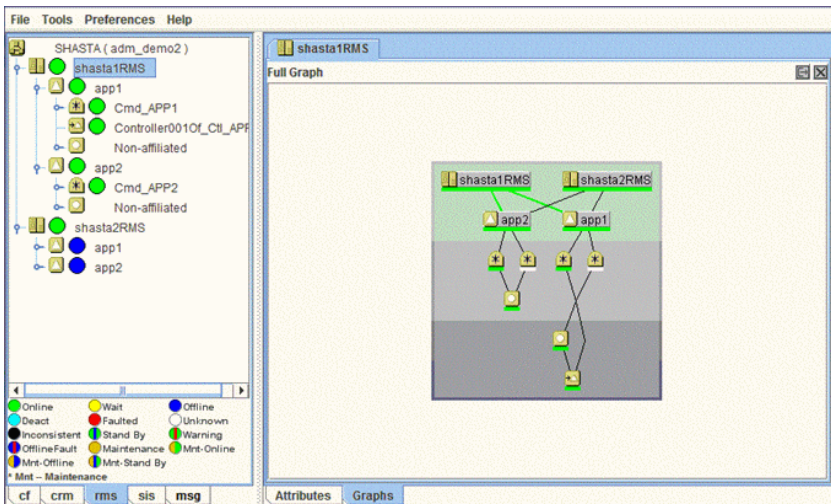 File Tools Preferences Help
SHASTA ( adm_demo2 )
shasta1RMS
app1
Cmd_APP1
Controller001Of_Ctl_APF
Non-affiliated
app2
Cmd_APP2
Non-affiliated
shasta2RMS
app1
app2
Online Wait Offline
Deact Faulted Unknown
Inconsistent Stand By Warning
OfflineFault Maintenance Mnt-Online
Mnt-Offline Mnt-Stand By
* Mnt -- Maintenance
cf crm rms sis msg
shasta1RMS
Full Graph
shasta1RMS shasta2RMS
app2 app1
Attributes Graphs